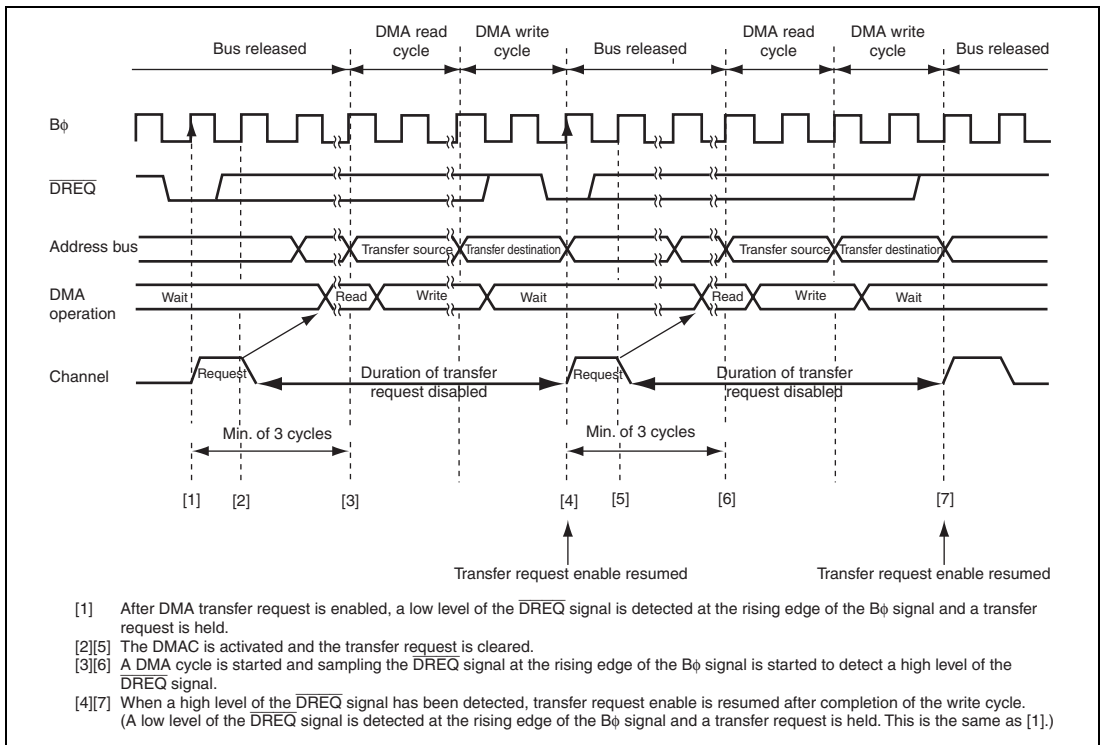 Bus released
DMA read cycle
DMA write cycle
Bus released
DMA read cycle
DMA write cycle
Bus released
Bφ
DREQ
Address bus
Transfer source
Transfer destination
Transfer source
Transfer destination
DMA operation
Wait
Read
Write
Wait
Read
Write
Wait
Channel
Request
Duration of transfer request disabled
Request
Duration of transfer request disabled
Min. of 3 cycles
Min. of 3 cycles
[1]
[2]
[3]
[4]
[5]
[6]
[7]
Transfer request enable resumed
Transfer request enable resumed
[1] After DMA transfer request is enabled, a low level of the DREQ signal is detected at the rising edge of the Bφ signal and a transfer
request is held.
[2][5] The DMAC is activated and the transfer request is cleared.
[3][6] A DMA cycle is started and sampling the DREQ signal at the rising edge of the Bφ signal is started to detect a high level of the
DREQ signal.
[4][7] When a high level of the DREQ signal has been detected, transfer request enable is resumed after completion of the write cycle.
(A low level of the DREQ signal is detected at the rising edge of the Bφ signal and a transfer request is held. This is the same as [1].)